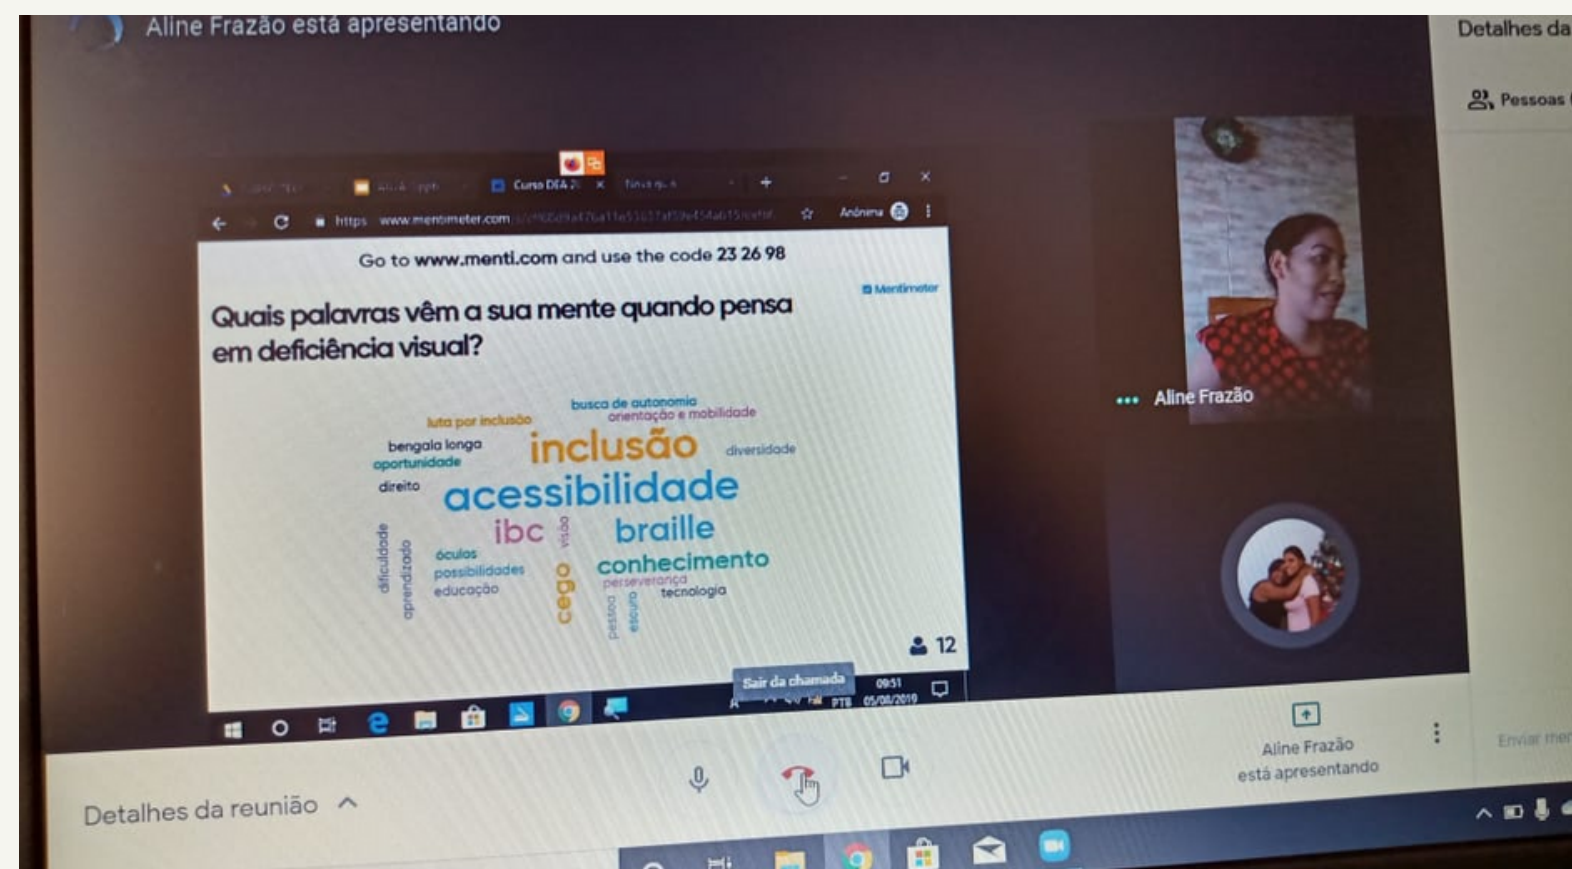 Aline Frazão está apresentando
Detalhes da
Pessoas
Curso DEA
https www.mentimeter.com
Anônima
Go to www.menti.com and use the code 23 26 98
Mentimeter
Quais palavras vêm a sua mente quando pensa
em deficiência visual?
busca de autonomia
luta por inclusão
orientação e mobilidade
bengala longa
inclusão
diversidade
oportunidade
direito
acessibilidade
ibc
visão
braille
dificuldade
aprendizado
óculos
possibilidades
educação
cego
conhecimento
perseverança
tecnologia
pessoa
escuro
12
Aline Frazão
Sair da chamada
09:51
PTB
05/08/2019
Detalhes da reunião
Aline Frazão
está apresentando
Enviar